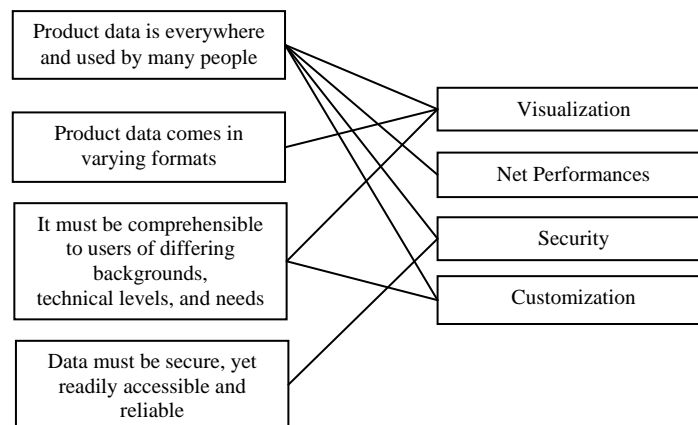 Product data is everywhere
and used by many people
Product data comes in
varying formats
It must be comprehensible
to users of differing
backgrounds,
technical levels, and needs
Data must be secure, yet
readily accessible and
reliable
Visualization
Net Performances
Security
Customization